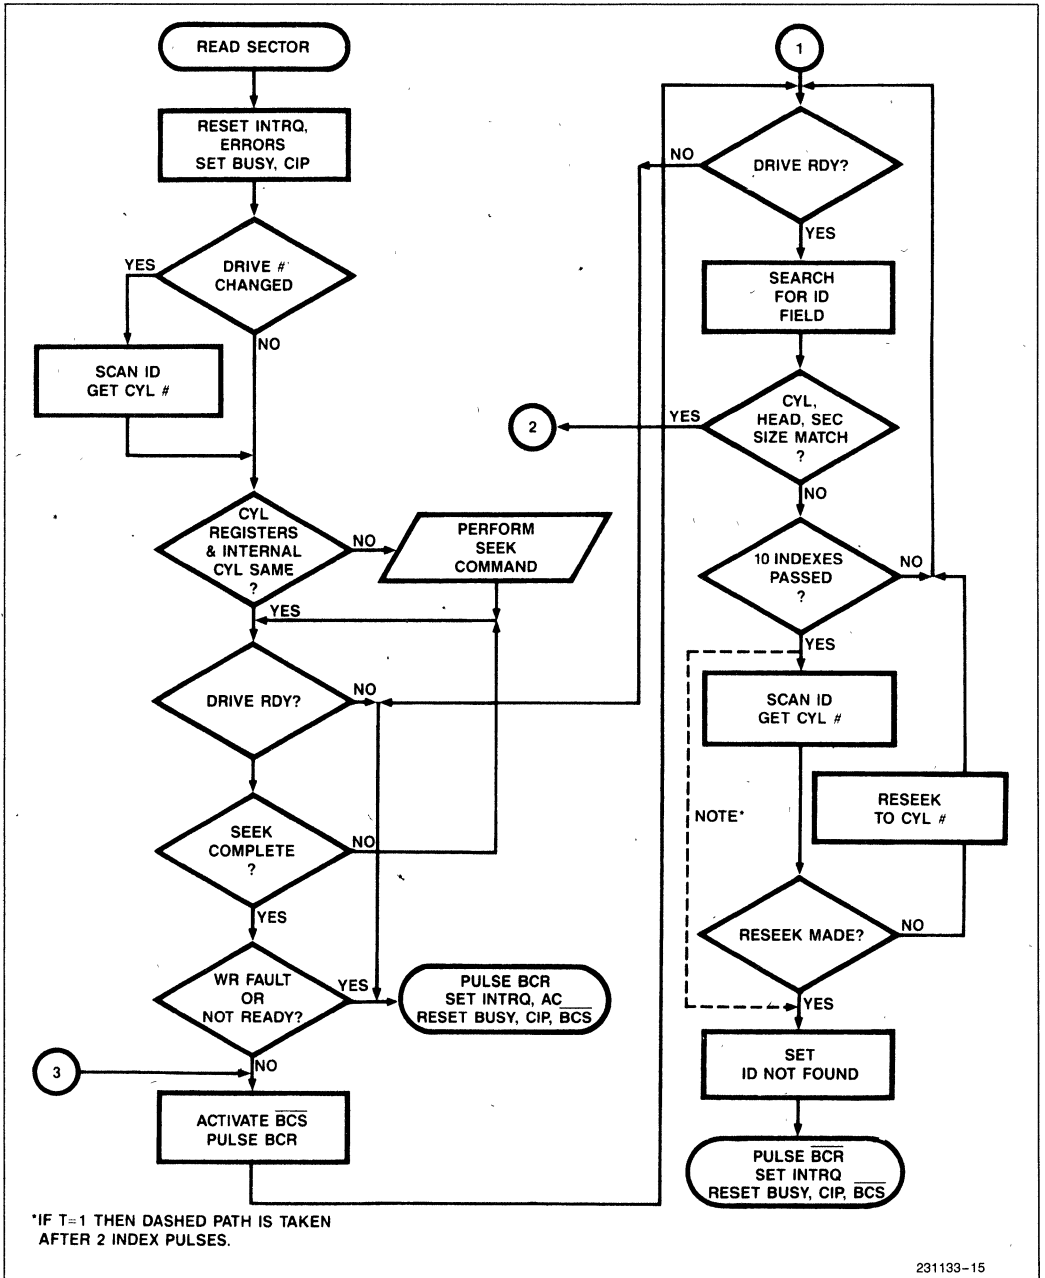 READ SECTOR
RESET INTRQ,
ERRORS
SET BUSY, CIP
DRIVE #
CHANGED
YES
NO
SCAN ID
GET CYL #
CYL
REGISTERS
& INTERNAL
CYL SAME
?
NO
YES
PERFORM
SEEK
COMMAND
DRIVE RDY?
NO
SEEK
COMPLETE
?
NO
YES
WR FAULT
OR
NOT READY?
YES
NO
PULSE BCR
SET INTRQ, AC
RESET BUSY, CIP, B̅C̅S̅
3
ACTIVATE B̅C̅S̅
PULSE BCR
1
DRIVE RDY?
NO
YES
SEARCH
FOR ID
FIELD
CYL,
HEAD, SEC
SIZE MATCH
?
YES
2
NO
10 INDEXES
PASSED
?
NO
YES
SCAN ID
GET CYL #
NOTE*
RESEEK
TO CYL #
RESEEK MADE?
NO
YES
SET
ID NOT FOUND
PULSE B̅C̅R̅
SET INTRQ
RESET BUSY, CIP, B̅C̅S̅
*IF T=1 THEN DASHED PATH IS TAKEN
AFTER 2 INDEX PULSES.
231133-15